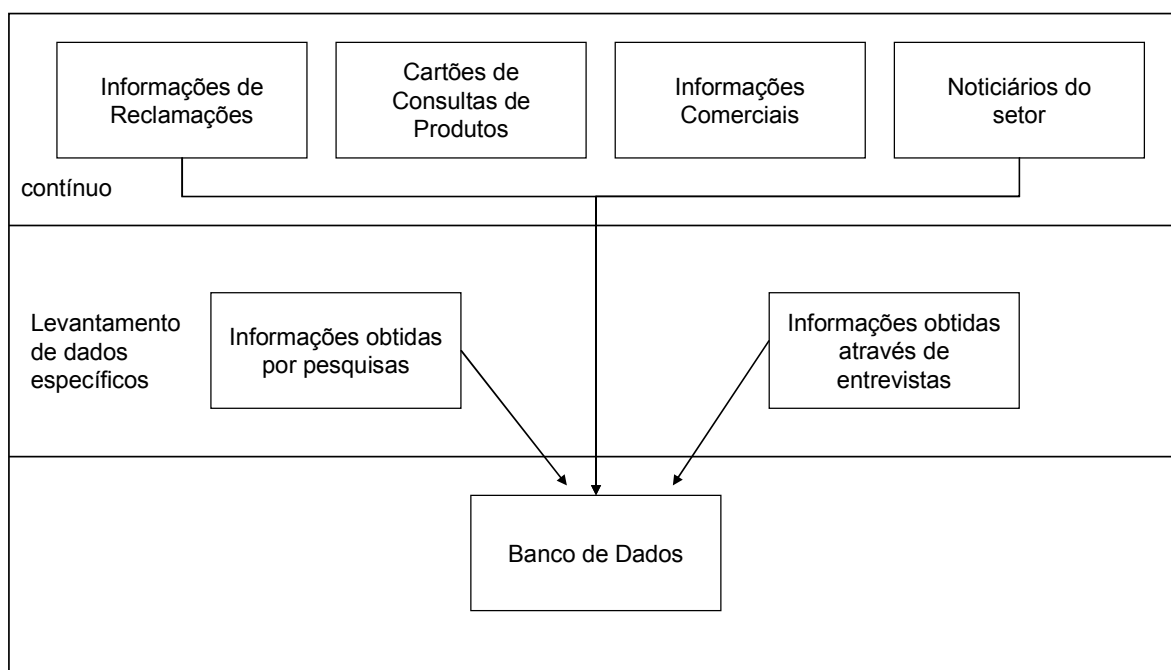 Informações de
Reclamações
Cartões de
Consultas de
Produtos
Informações
Comerciais
Noticiários do
setor
contínuo
Levantamento
de dados
específicos
Informações obtidas
por pesquisas
Informações obtidas
através de
entrevistas
Banco de Dados